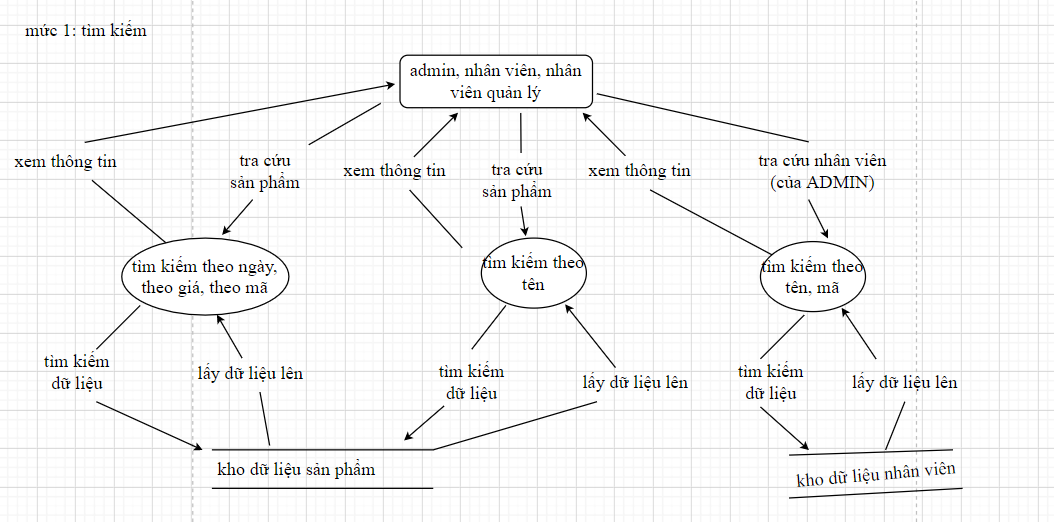 mức 1: tìm kiếm
admin, nhân viên, nhân
viên quản lý
xem thông tin
tra cứu
sản phẩm
xem thông tin
tra cứu
sản phẩm
xem thông tin
tra cứu nhân viên
(của ADMIN)
tìm kiếm theo ngày,
theo giá, theo mã
tìm kiếm theo
tên
tìm kiếm theo
tên, mã
tìm kiếm
dữ liệu
lấy dữ liệu lên
tìm kiếm
dữ liệu
lấy dữ liệu lên
tìm kiếm
dữ liệu
lấy dữ liệu lên
kho dữ liệu sản phẩm
kho dữ liệu nhân viên